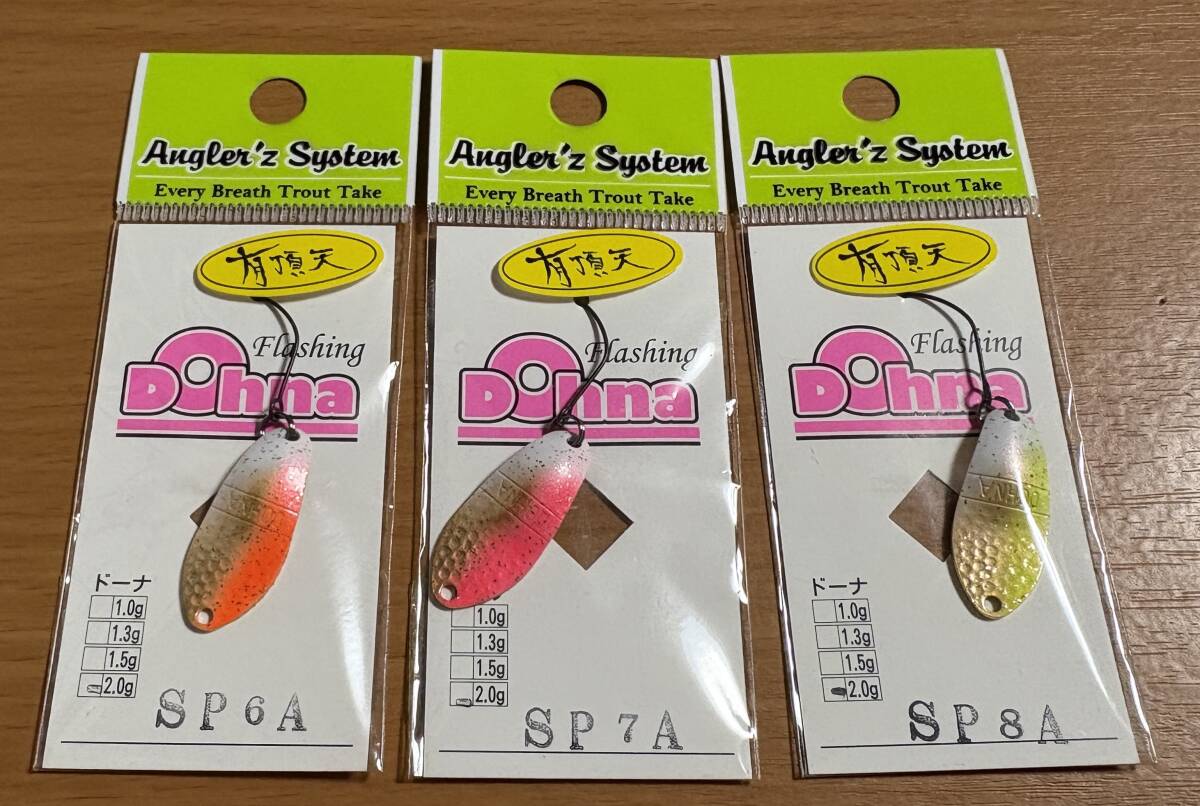 Angler'z System
Every Breath Trout Take
有頂天
Flashing
Dohna
ドーナ
1.0g
1.3g
1.5g
2.0g
SP6A
Angler'z System
Every Breath Trout Take
有頂天
Flashing
Dohna
1.0g
1.3g
1.5g
2.0g
SP7A
Angler'z System
Every Breath Trout Take
有頂天
Flashing
Dohna
DOHNA
ドーナ
1.0g
1.3g
1.5g
2.0g
SP8A